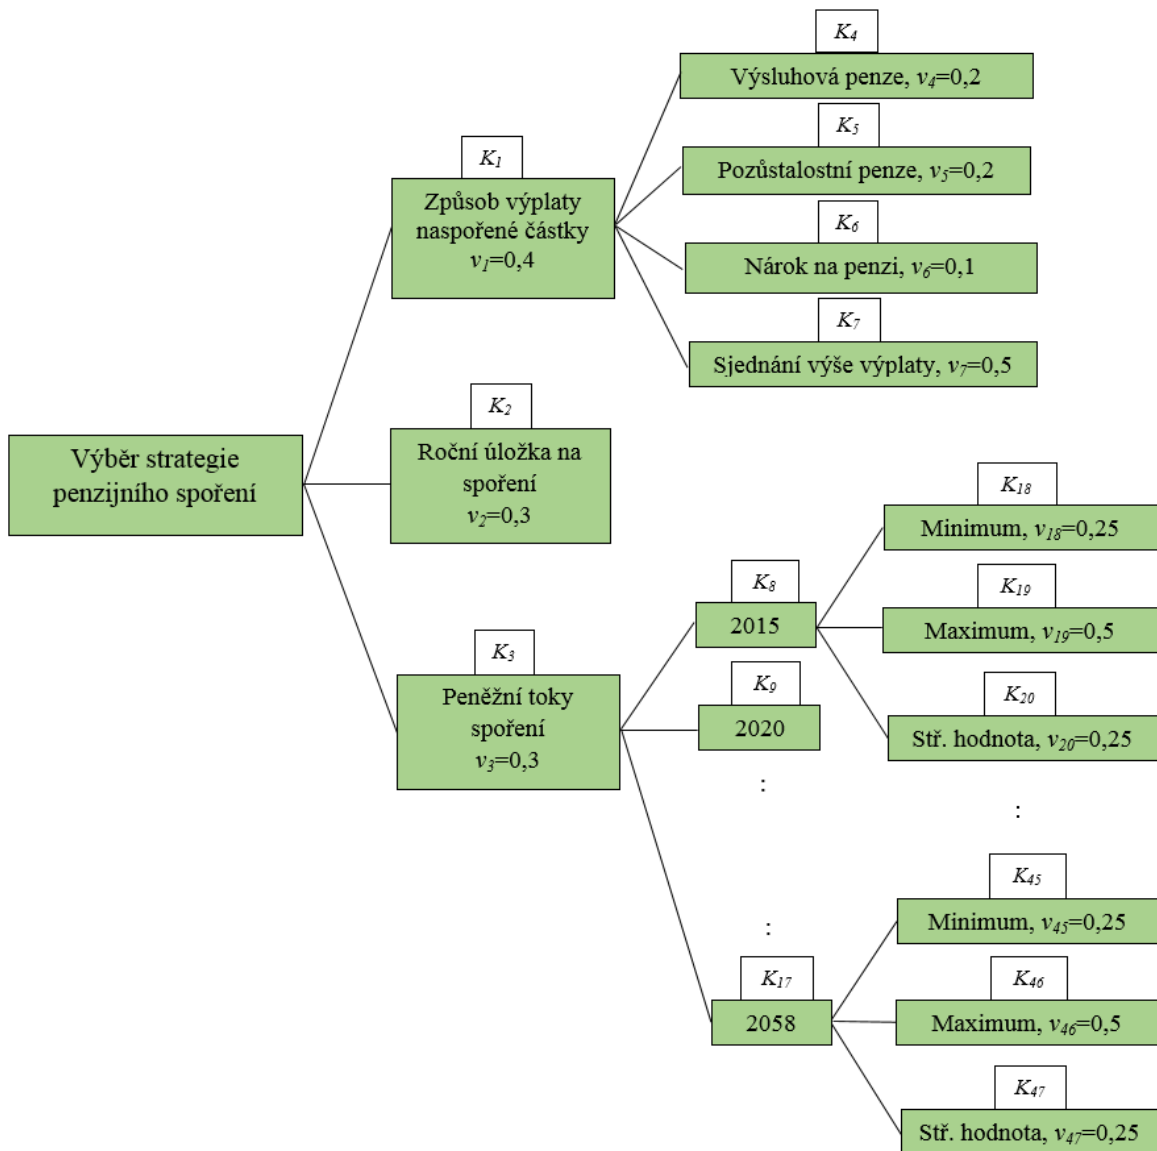 K4
Výsluhová penze, v4=0,2
K5
Pozůstalostní penze, v5=0,2
K1
Způsob výplaty
naspořené částky
v1=0,4
K6
Nárok na penzi, v6=0,1
K7
Sjednání výše výplaty, v7=0,5
K2
Roční úložka na
spoření
v2=0,3
Výběr strategie
penzijního spoření
K18
Minimum, v18=0,25
K8
2015
K19
Maximum, v19=0,5
K3
Peněžní toky
spoření
v3=0,3
K9
2020
K20
Stř. hodnota, v20=0,25
:
:
K45
Minimum, v45=0,25
:
K17
2058
K46
Maximum, v46=0,5
K47
Stř. hodnota, v47=0,25